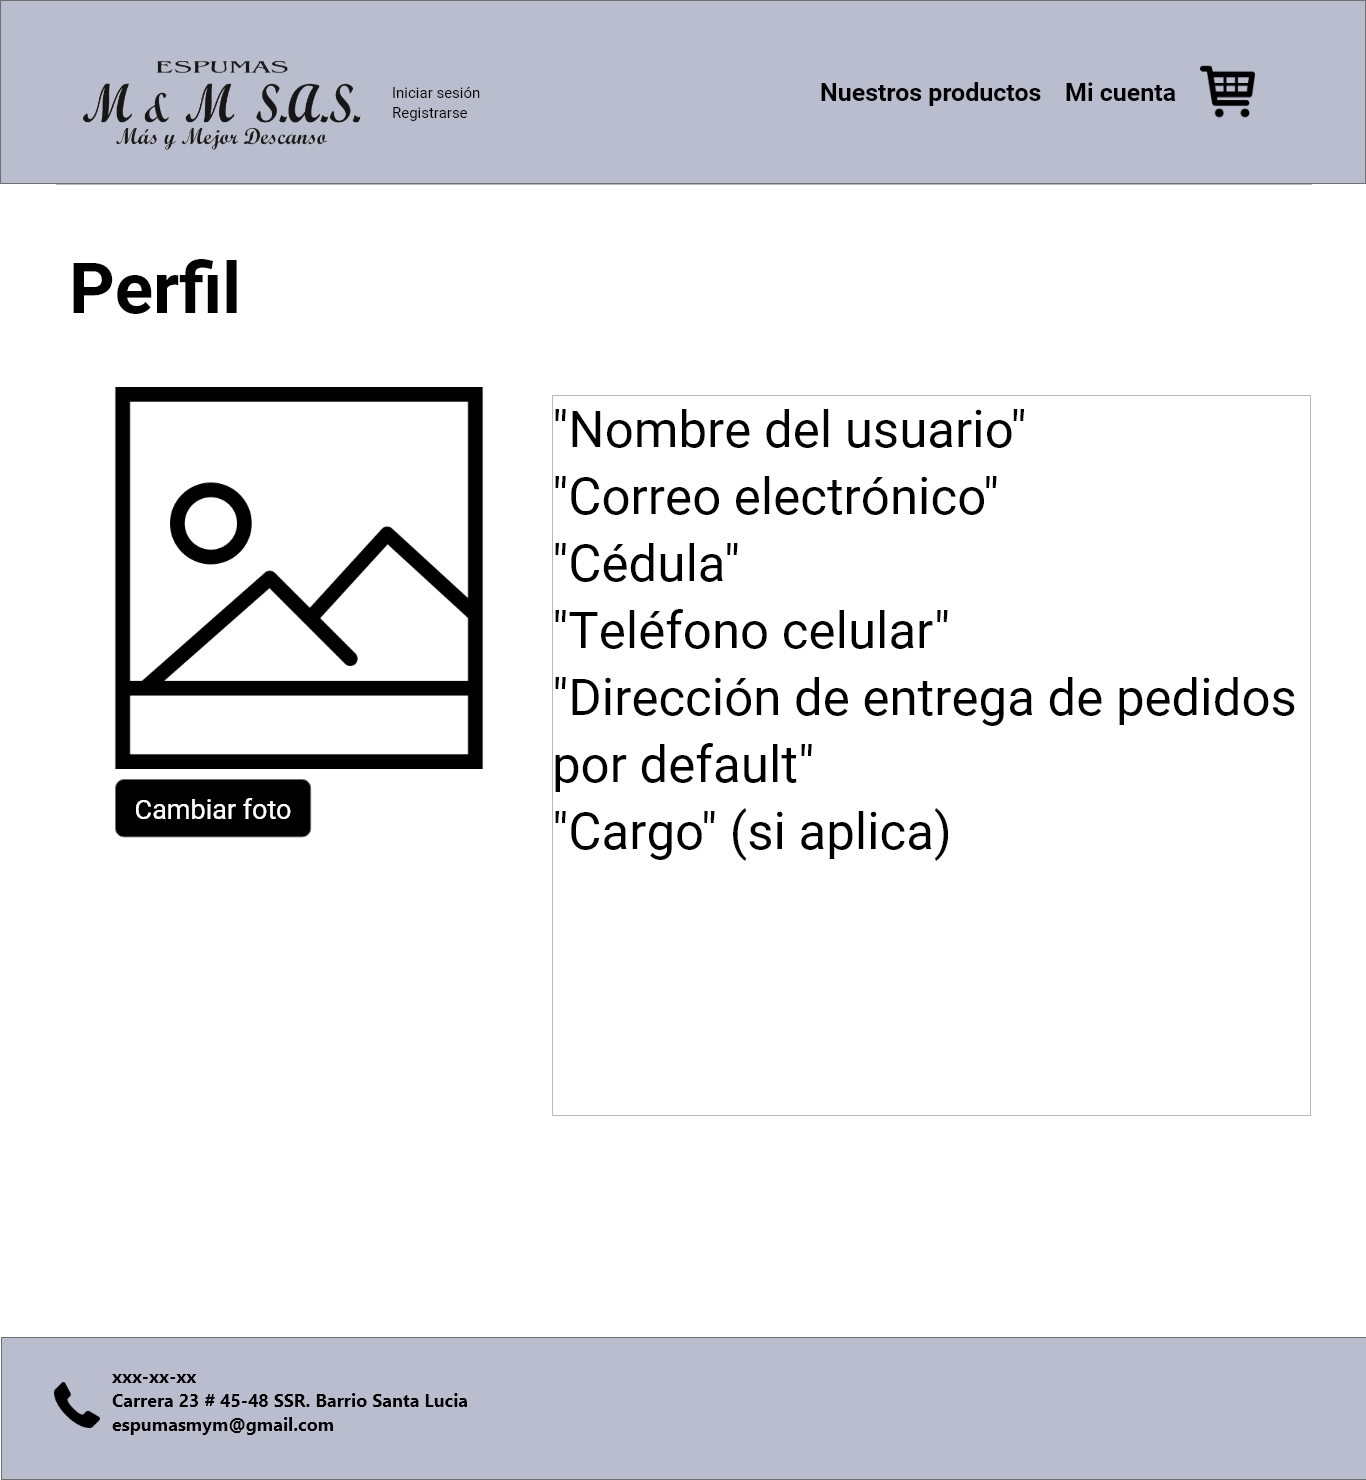 ESPUMAS
M & M S.A.S.
Más y Mejor Descanso
Iniciar sesión
Registrarse
Nuestros productos
Mi cuenta
Perfil
Cambiar foto
"Nombre del usuario"
"Correo electrónico"
"Cédula"
"Teléfono celular"
"Dirección de entrega de pedidos
por default"
"Cargo" (si aplica)
xxx-xx-xx
Carrera 23 # 45-48 SSR. Barrio Santa Lucia
espumasmym@gmail.com